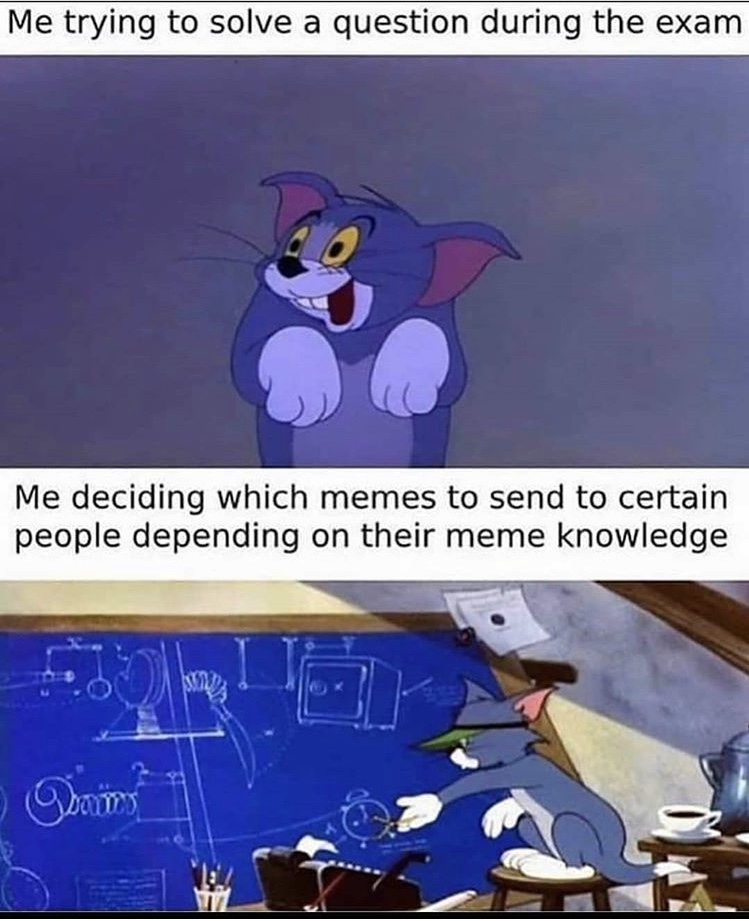 Me trying to solve a question during the exam
Me deciding which memes to send to certain
people depending on their meme knowledge